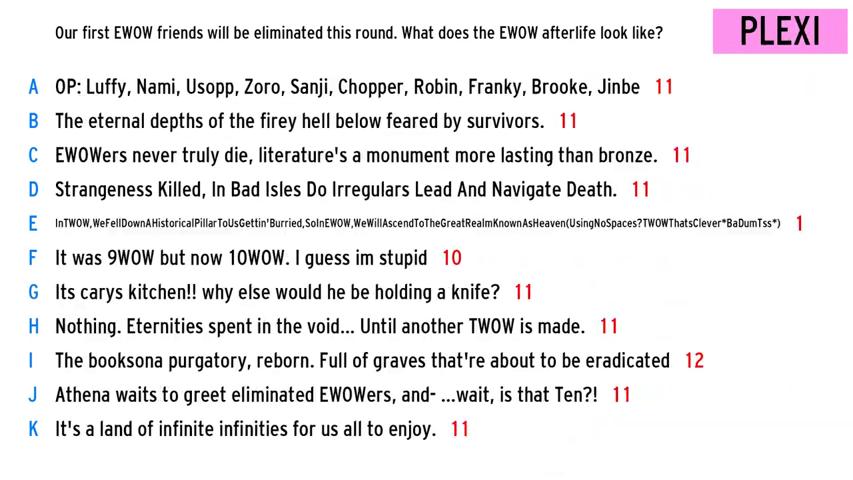 Our first EWOW friends will be eliminated this round. What does the EWOW afterlife look like?
PLEXI
A OP: Luffy, Nami, Usopp, Zoro, Sanji, Chopper, Robin, Franky, Brooke, Jinbe 11
B The eternal depths of the firey hell below feared by survivors. 11
C EWOWers never truly die, literature's a monument more lasting than bronze. 11
D Strangeness Killed, In Bad Isles Do Irregulars Lead And Navigate Death. 11
E InTWOW,WeFellDownAHistoricalPillarToUsGettin'Burried,SoInEWOW,WeWillAscendToTheGreatRealmKnownAsHeaven(UsingNoSpaces?TWOWThatsClever*BaDumTss*) 1
F It was 9WOW but now 10WOW. I guess im stupid 10
G Its carys kitchen!! why else would he be holding a knife? 11
H Nothing. Eternities spent in the void... Until another TWOW is made. 11
I The booksona purgatory, reborn. Full of graves that're about to be eradicated 12
J Athena waits to greet eliminated EWOWers, and- ...wait, is that Ten?! 11
K It's a land of infinite infinities for us all to enjoy. 11